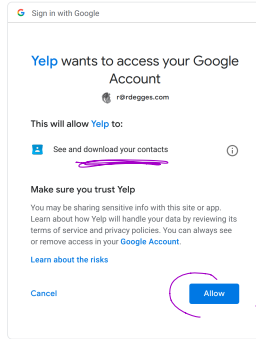 Sign in with Google
Yelp wants to access your Google
Account
r@rdegges.com
This will allow Yelp to:
See and download your contacts
Make sure you trust Yelp
You may be sharing sensitive info with this site or app.
Learn about how Yelp will handle your data by reviewing its
terms of service and privacy policies. You can always see
or remove access in your Google Account.
Learn about the risks
Cancel
Allow